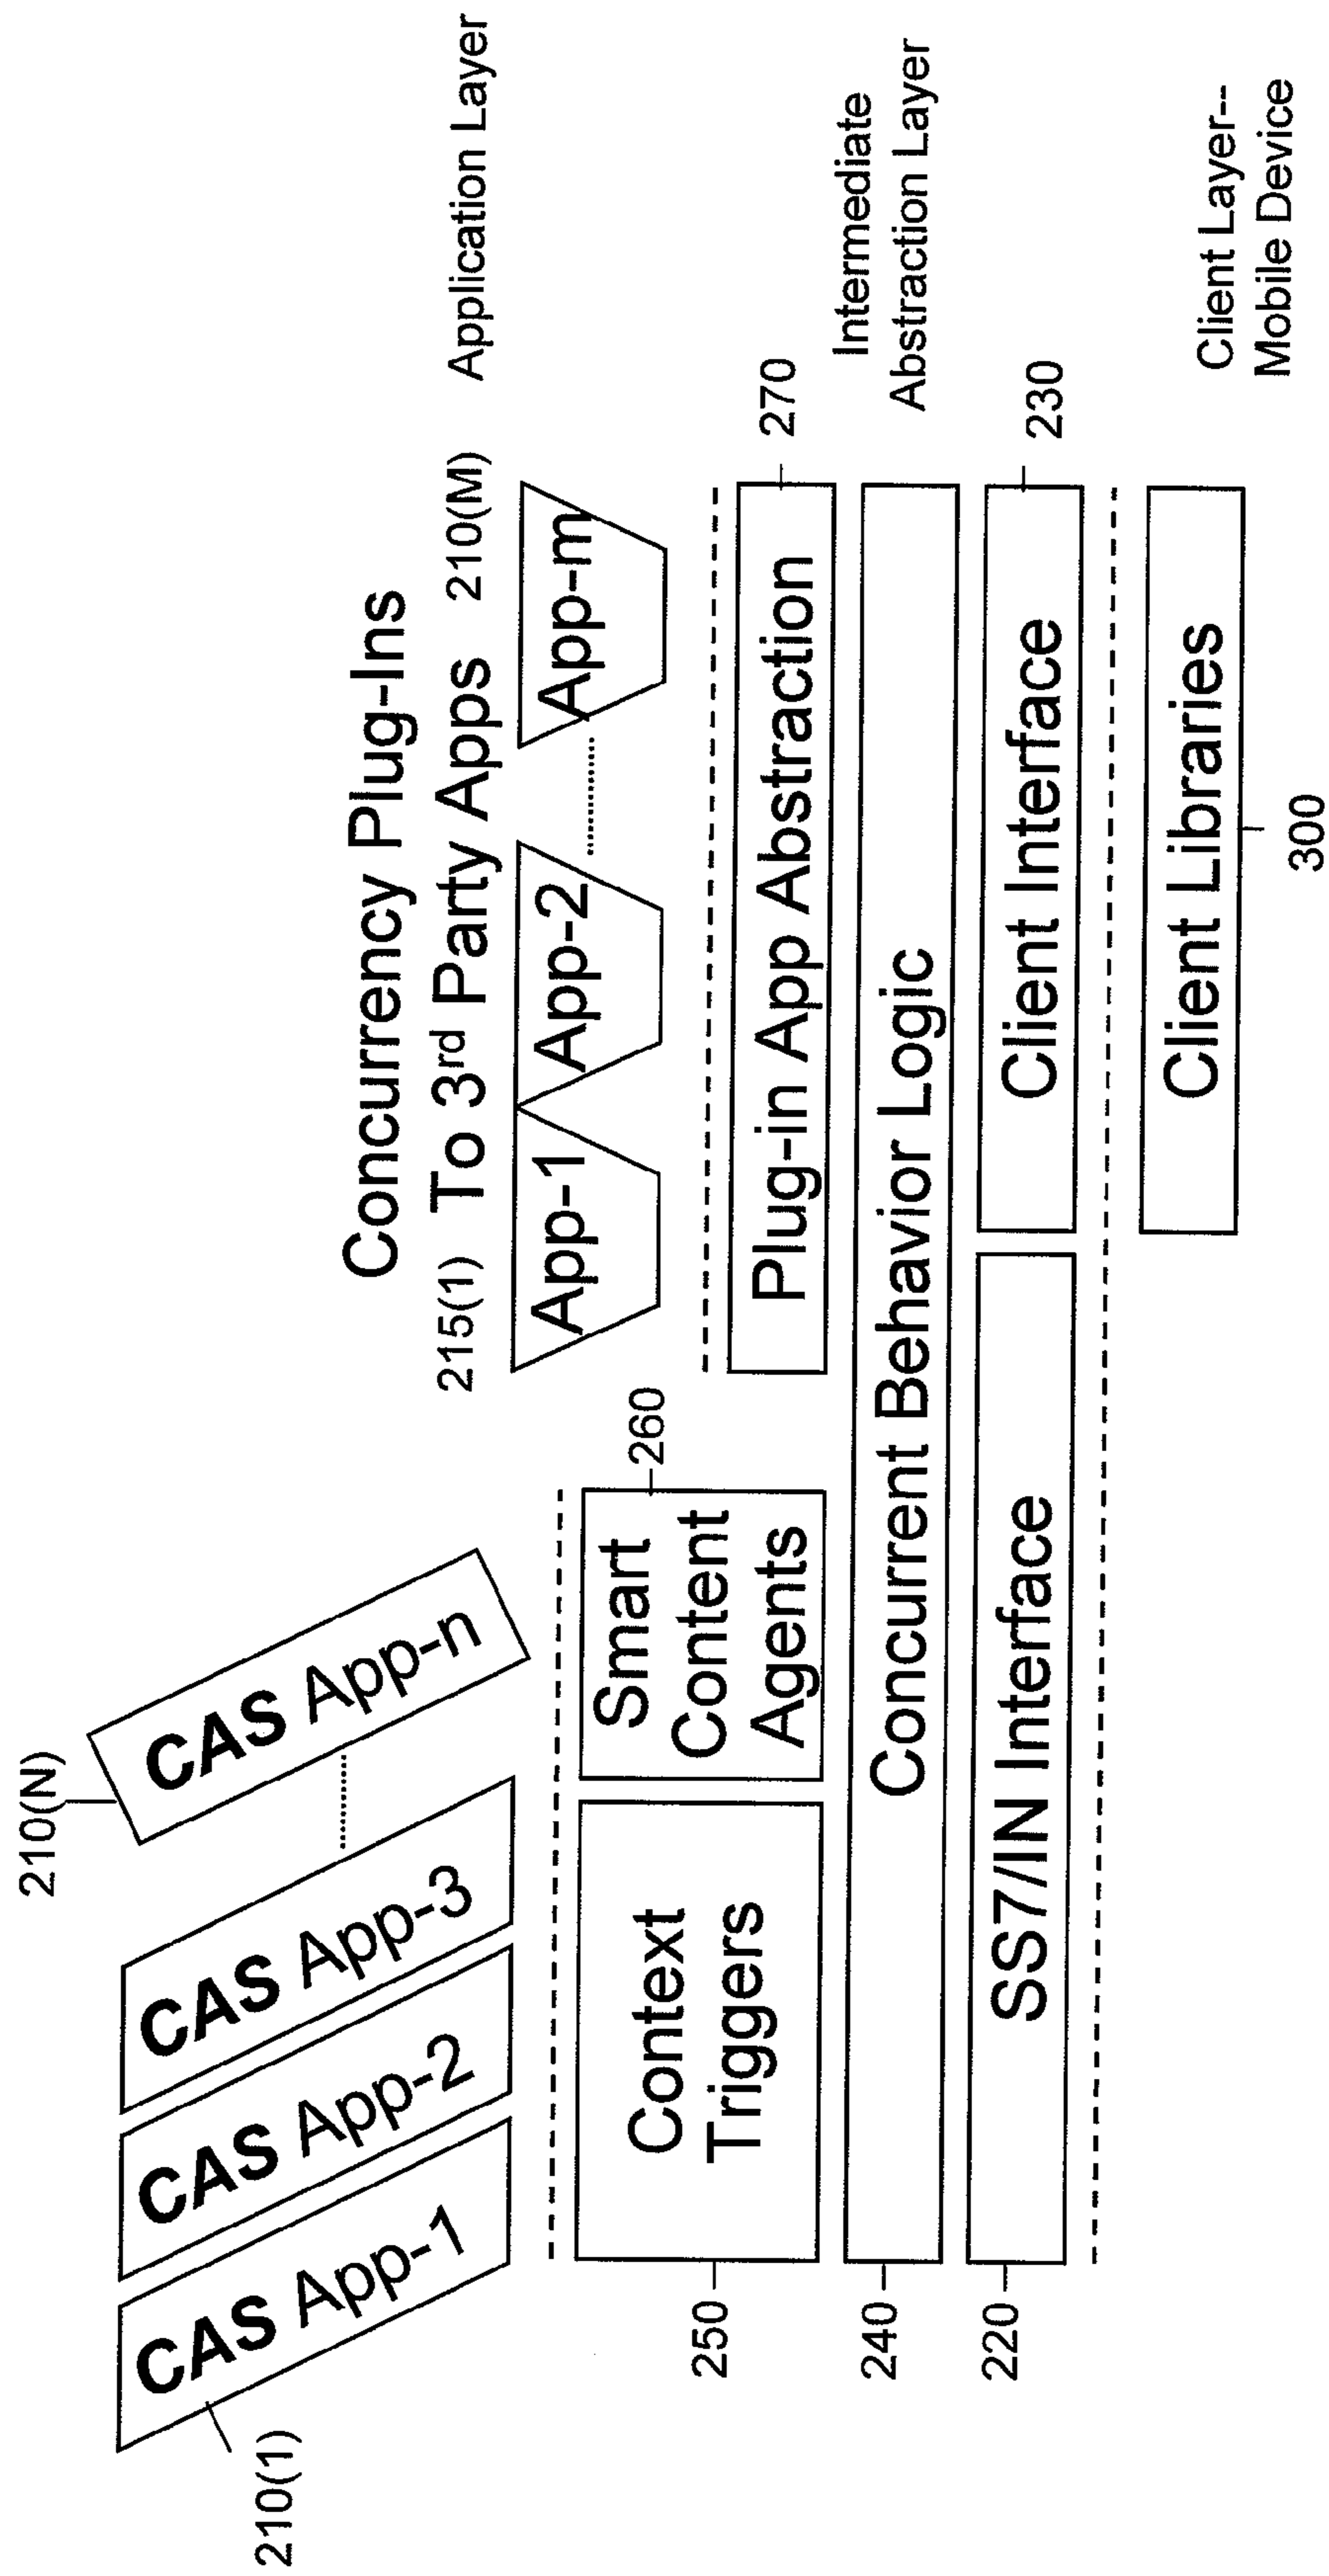 210(N)
210(1)
CAS App-1
CAS App-2
CAS App-3
CAS App-n
Concurrency Plug-Ins
To 3rd Party Apps
215(1)
210(M)
Application Layer
App-1
App-2
App-m
250
Context
Triggers
Smart
Content
Agents
260
Plug-in App Abstraction
270
Intermediate
Abstraction Layer
240
Concurrent Behavior Logic
220
SS7/IN Interface
Client Interface
230
Client Libraries
300
Client Layer--
Mobile Device